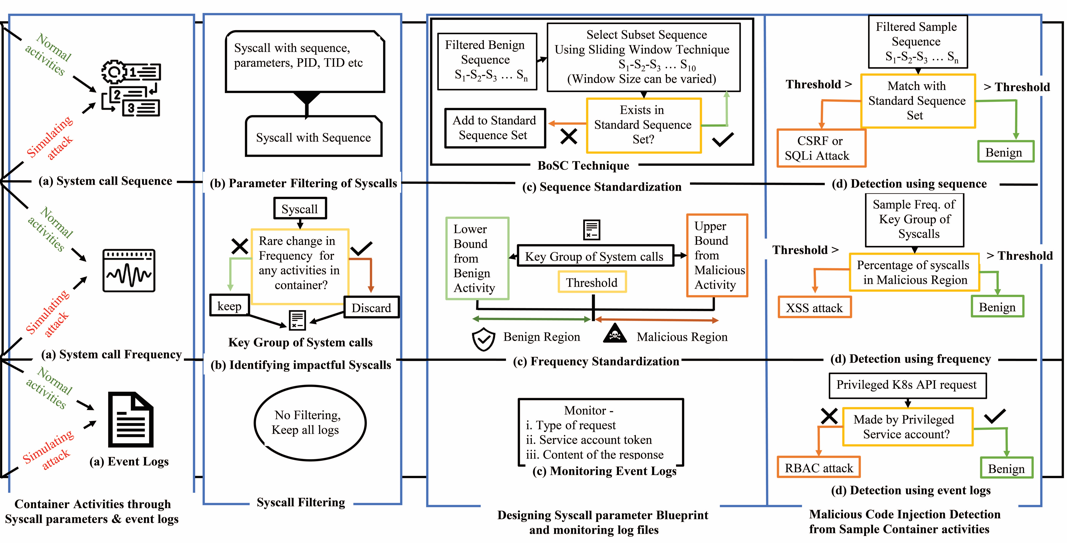 Normal
activities
Simulating
attack
1
2
3
(a) System call Sequence
Syscall with sequence,
parameters, PID, TID etc
Syscall with Sequence
(b) Parameter Filtering of Syscalls
Filtered Benign
Sequence
S1-S2-S3 … Sn
Select Subset Sequence
Using Sliding Window Technique
S1-S2-S3 … S10
(Window Size can be varied)
Add to Standard
Sequence Set
Exists in
Standard Sequence
Set?
BoSC Technique
(c) Sequence Standardization
Filtered Sample
Sequence
S1-S2-S3 … Sn
Threshold >
> Threshold
Match with
Standard Sequence
Set
CSRF or
SQLi Attack
Benign
(d) Detection using sequence
Normal
activities
Simulating
attack
(a) System call Frequency
Syscall
Rare change in
Frequency for
any activities in
container?
keep
Discard
Key Group of System calls
(b) Identifying impactful Syscalls
Lower
Bound
from
Benign
Activity
Key Group of System calls
Threshold
Upper
Bound
from
Malicious
Activity
Benign Region
Malicious Region
(c) Frequency Standardization
Sample Freq. of
Key Group of
Syscalls
Threshold >
> Threshold
Percentage of syscalls
in Malicious Region
XSS attack
Benign
(d) Detection using frequency
Normal
activities
Simulating
attack
(a) Event Logs
No Filtering,
Keep all logs
Monitor -
i. Type of request
ii. Service account token
iii. Content of the response
(c) Monitoring Event Logs
Privileged K8s API request
Made by Privileged
Service account?
RBAC attack
Benign
(d) Detection using event logs
Container Activities through
Syscall parameters & event logs
Syscall Filtering
Designing Syscall parameter Blueprint
and monitoring log files
Malicious Code Injection Detection
from Sample Container activities